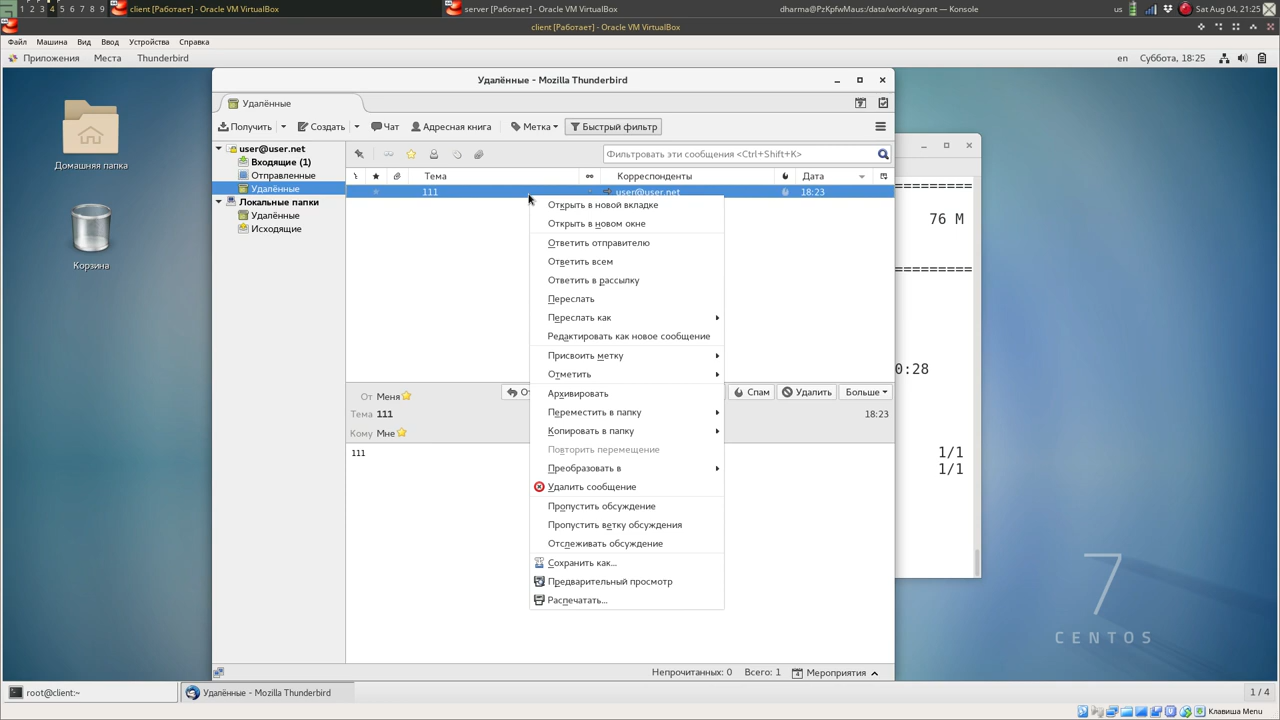 1 2 3 4 5 6 7 8 9
client [Работает] - Oracle VM VirtualBox
server [Работает] - Oracle VM VirtualBox
dharma@PzKpfwMaus:/data/work/vagrant — Konsole
us
Sat Aug 04, 21:25
client [Работает] - Oracle VM VirtualBox
Файл Машина Вид Ввод Устройства Справка
Приложения Места Thunderbird
en Суббота, 18:25
Домашняя папка
Корзина
Удалённые - Mozilla Thunderbird
Удалённые
Получить Создать Чат Адресная книга Метка Быстрый фильтр
user@user.net
Входящие (1)
Отправленные
Удалённые
Локальные папки
Удалённые
Исходящие
Фильтровать эти сообщения <Ctrl+Shift+K>
Тема Корреспонденты Дата
111 user@user.net 18:23
Открыть в новой вкладке
Открыть в новом окне
Ответить отправителю
Ответить всем
Ответить в рассылку
Переслать
Переслать как
Редактировать как новое сообщение
Присвоить метку
Отметить
Архивировать
Переместить в папку
Копировать в папку
Повторить перемещение
Преобразовать в
Удалить сообщение
Пропустить обсуждение
Пропустить ветку обсуждения
Отслеживать обсуждение
Сохранить как...
Предварительный просмотр
Распечатать...
От Меня
Спам Удалить Больше
Тема 111
18:23
Кому Мне
111
Непрочитанных: 0 Всего: 1 Мероприятия
=========
76 M
=========
0:28
1/1
1/1
7
CENTOS
root@client:~
Удалённые - Mozilla Thunderbird
1 / 4
Клавиша Menu